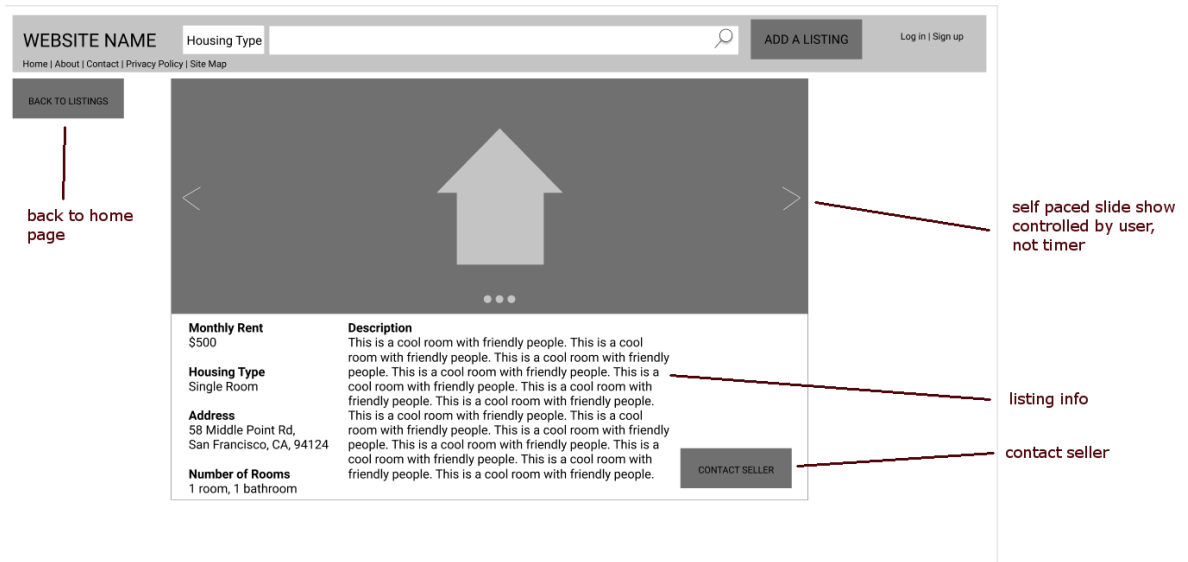 WEBSITE NAME
Housing Type
ADD A LISTING
Log in | Sign up
Home | About | Contact | Privacy Policy | Site Map
BACK TO LISTINGS
back to home
page
self paced slide show
controlled by user,
not timer
Monthly Rent
$500
Housing Type
Single Room
Address
58 Middle Point Rd,
San Francisco, CA, 94124
Number of Rooms
1 room, 1 bathroom
Description
This is a cool room with friendly people. This is a cool
room with friendly people. This is a cool room with friendly
people. This is a cool room with friendly people. This is a
cool room with friendly people. This is a cool room with
friendly people. This is a cool room with friendly people.
This is a cool room with friendly people. This is a cool
room with friendly people. This is a cool room with friendly
people. This is a cool room with friendly people. This is a
cool room with friendly people. This is a cool room with
friendly people. This is a cool room with friendly people.
listing info
CONTACT SELLER
contact seller